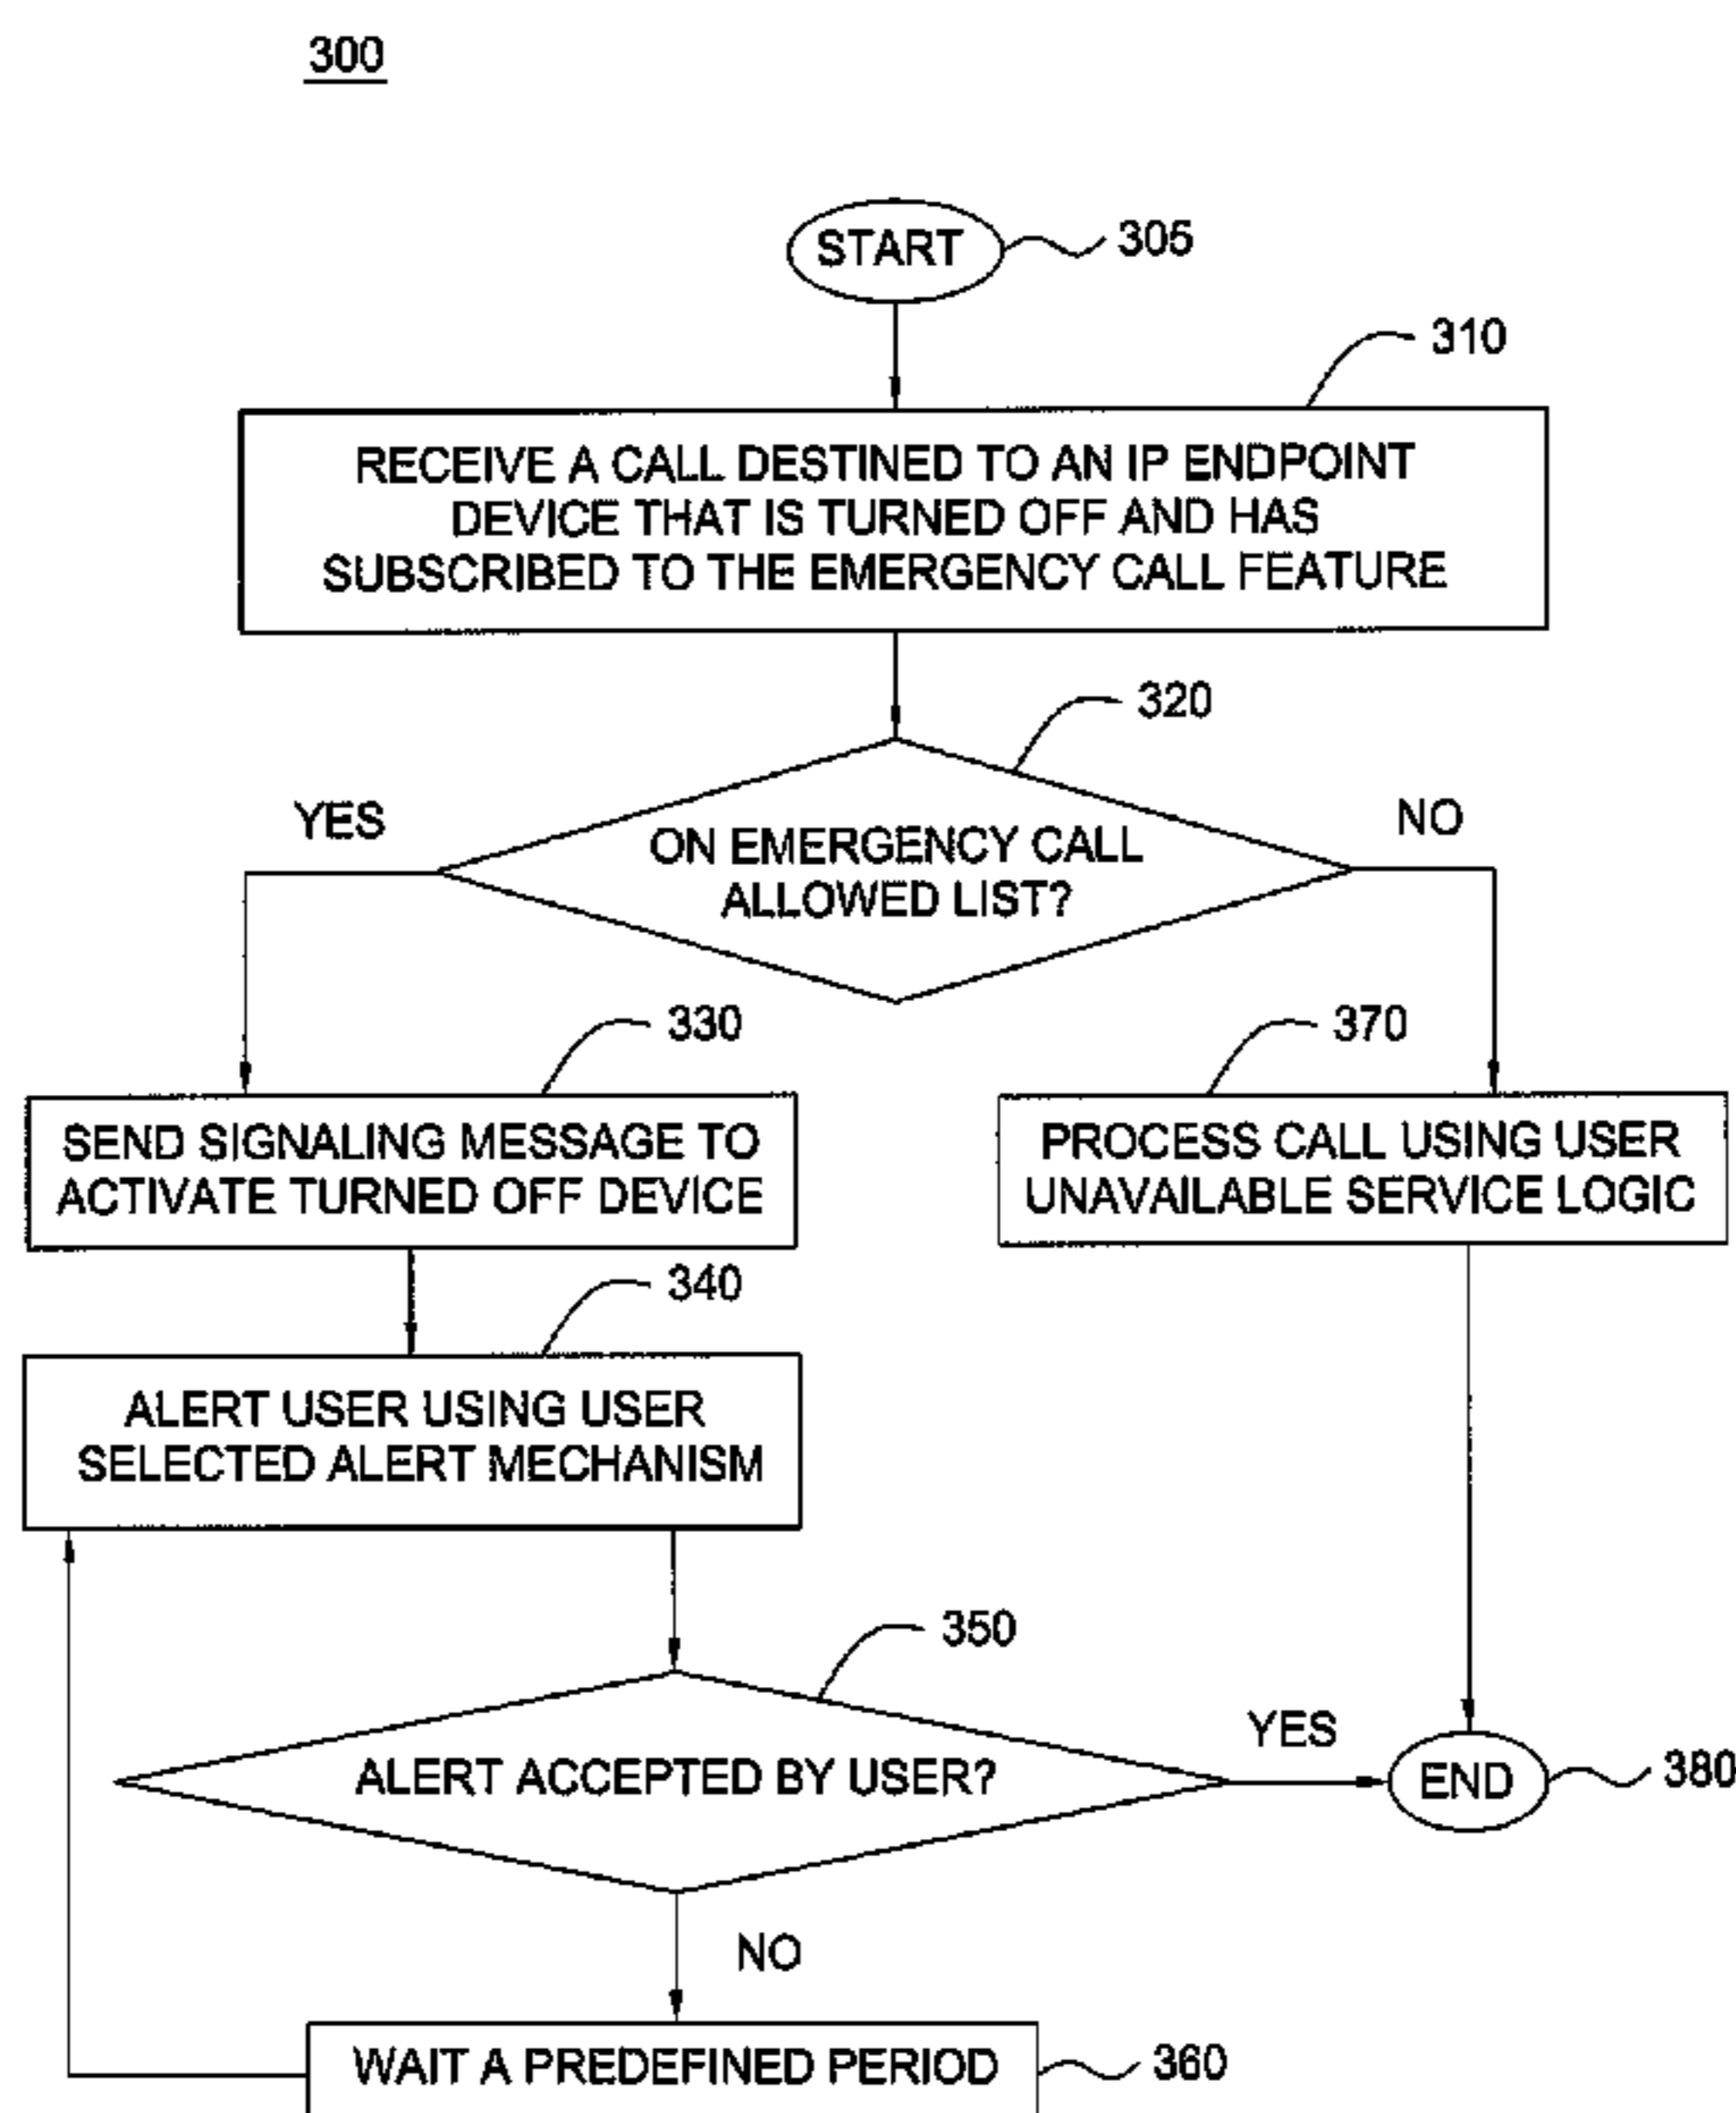 300
START
305
310
RECEIVE A CALL DESTINED TO AN IP ENDPOINT
DEVICE THAT IS TURNED OFF AND HAS
SUBSCRIBED TO THE EMERGENCY CALL FEATURE
320
YES
NO
ON EMERGENCY CALL
ALLOWED LIST?
330
370
SEND SIGNALING MESSAGE TO
ACTIVATE TURNED OFF DEVICE
PROCESS CALL USING USER
UNAVAILABLE SERVICE LOGIC
340
ALERT USER USING USER
SELECTED ALERT MECHANISM
350
ALERT ACCEPTED BY USER?
YES
END
380
NO
WAIT A PREDEFINED PERIOD
360